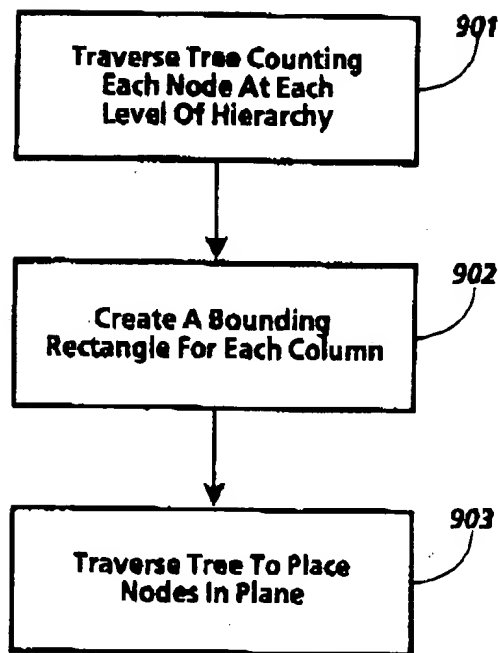 901
Traverse Tree Counting
Each Node At Each
Level Of Hierarchy
902
Create A Bounding
Rectangle For Each Column
903
Traverse Tree To Place
Nodes In Plane